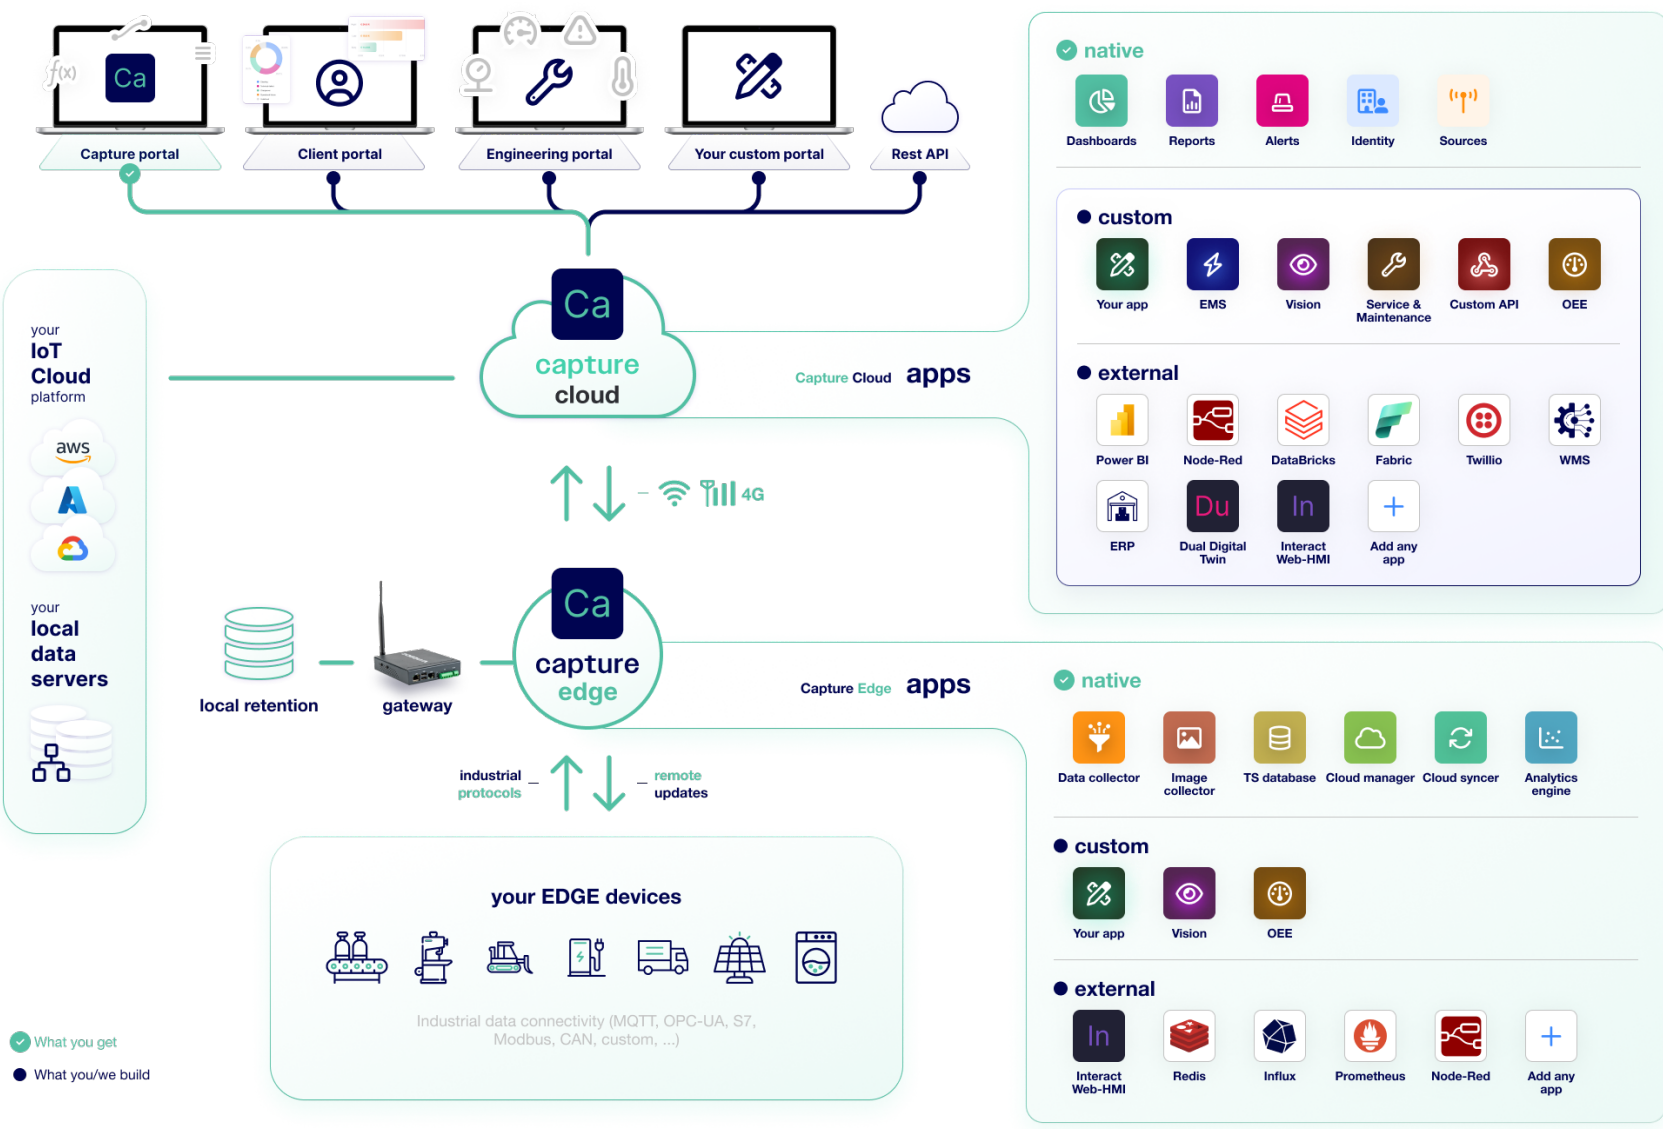 f(x)
Ca
Capture portal
Client portal
Engineering portal
Your custom portal
Rest API
native
Dashboards
Reports
Alerts
Identity
Sources
custom
Your app
EMS
Vision
Service &
Maintenance
Custom API
OEE
external
Power BI
Node-Red
DataBricks
Fabric
Twillio
WMS
ERP
Du
Dual Digital
Twin
In
Interact
Web-HMI
Add any
app
Ca
capture
cloud
Capture Cloud apps
your
IoT
Cloud
platform
aws
your
local
data
servers
4G
local retention
gateway
Ca
capture
edge
Capture Edge apps
industrial
protocols
remote
updates
native
Data collector
Image
collector
TS database
Cloud manager
Cloud syncer
Analytics
engine
custom
Your app
Vision
OEE
external
In
Interact
Web-HMI
Redis
Influx
Prometheus
Node-Red
Add any
app
your EDGE devices
Industrial data connectivity (MQTT, OPC-UA, S7,
Modbus, CAN, custom, ...)
What you get
What you/we build